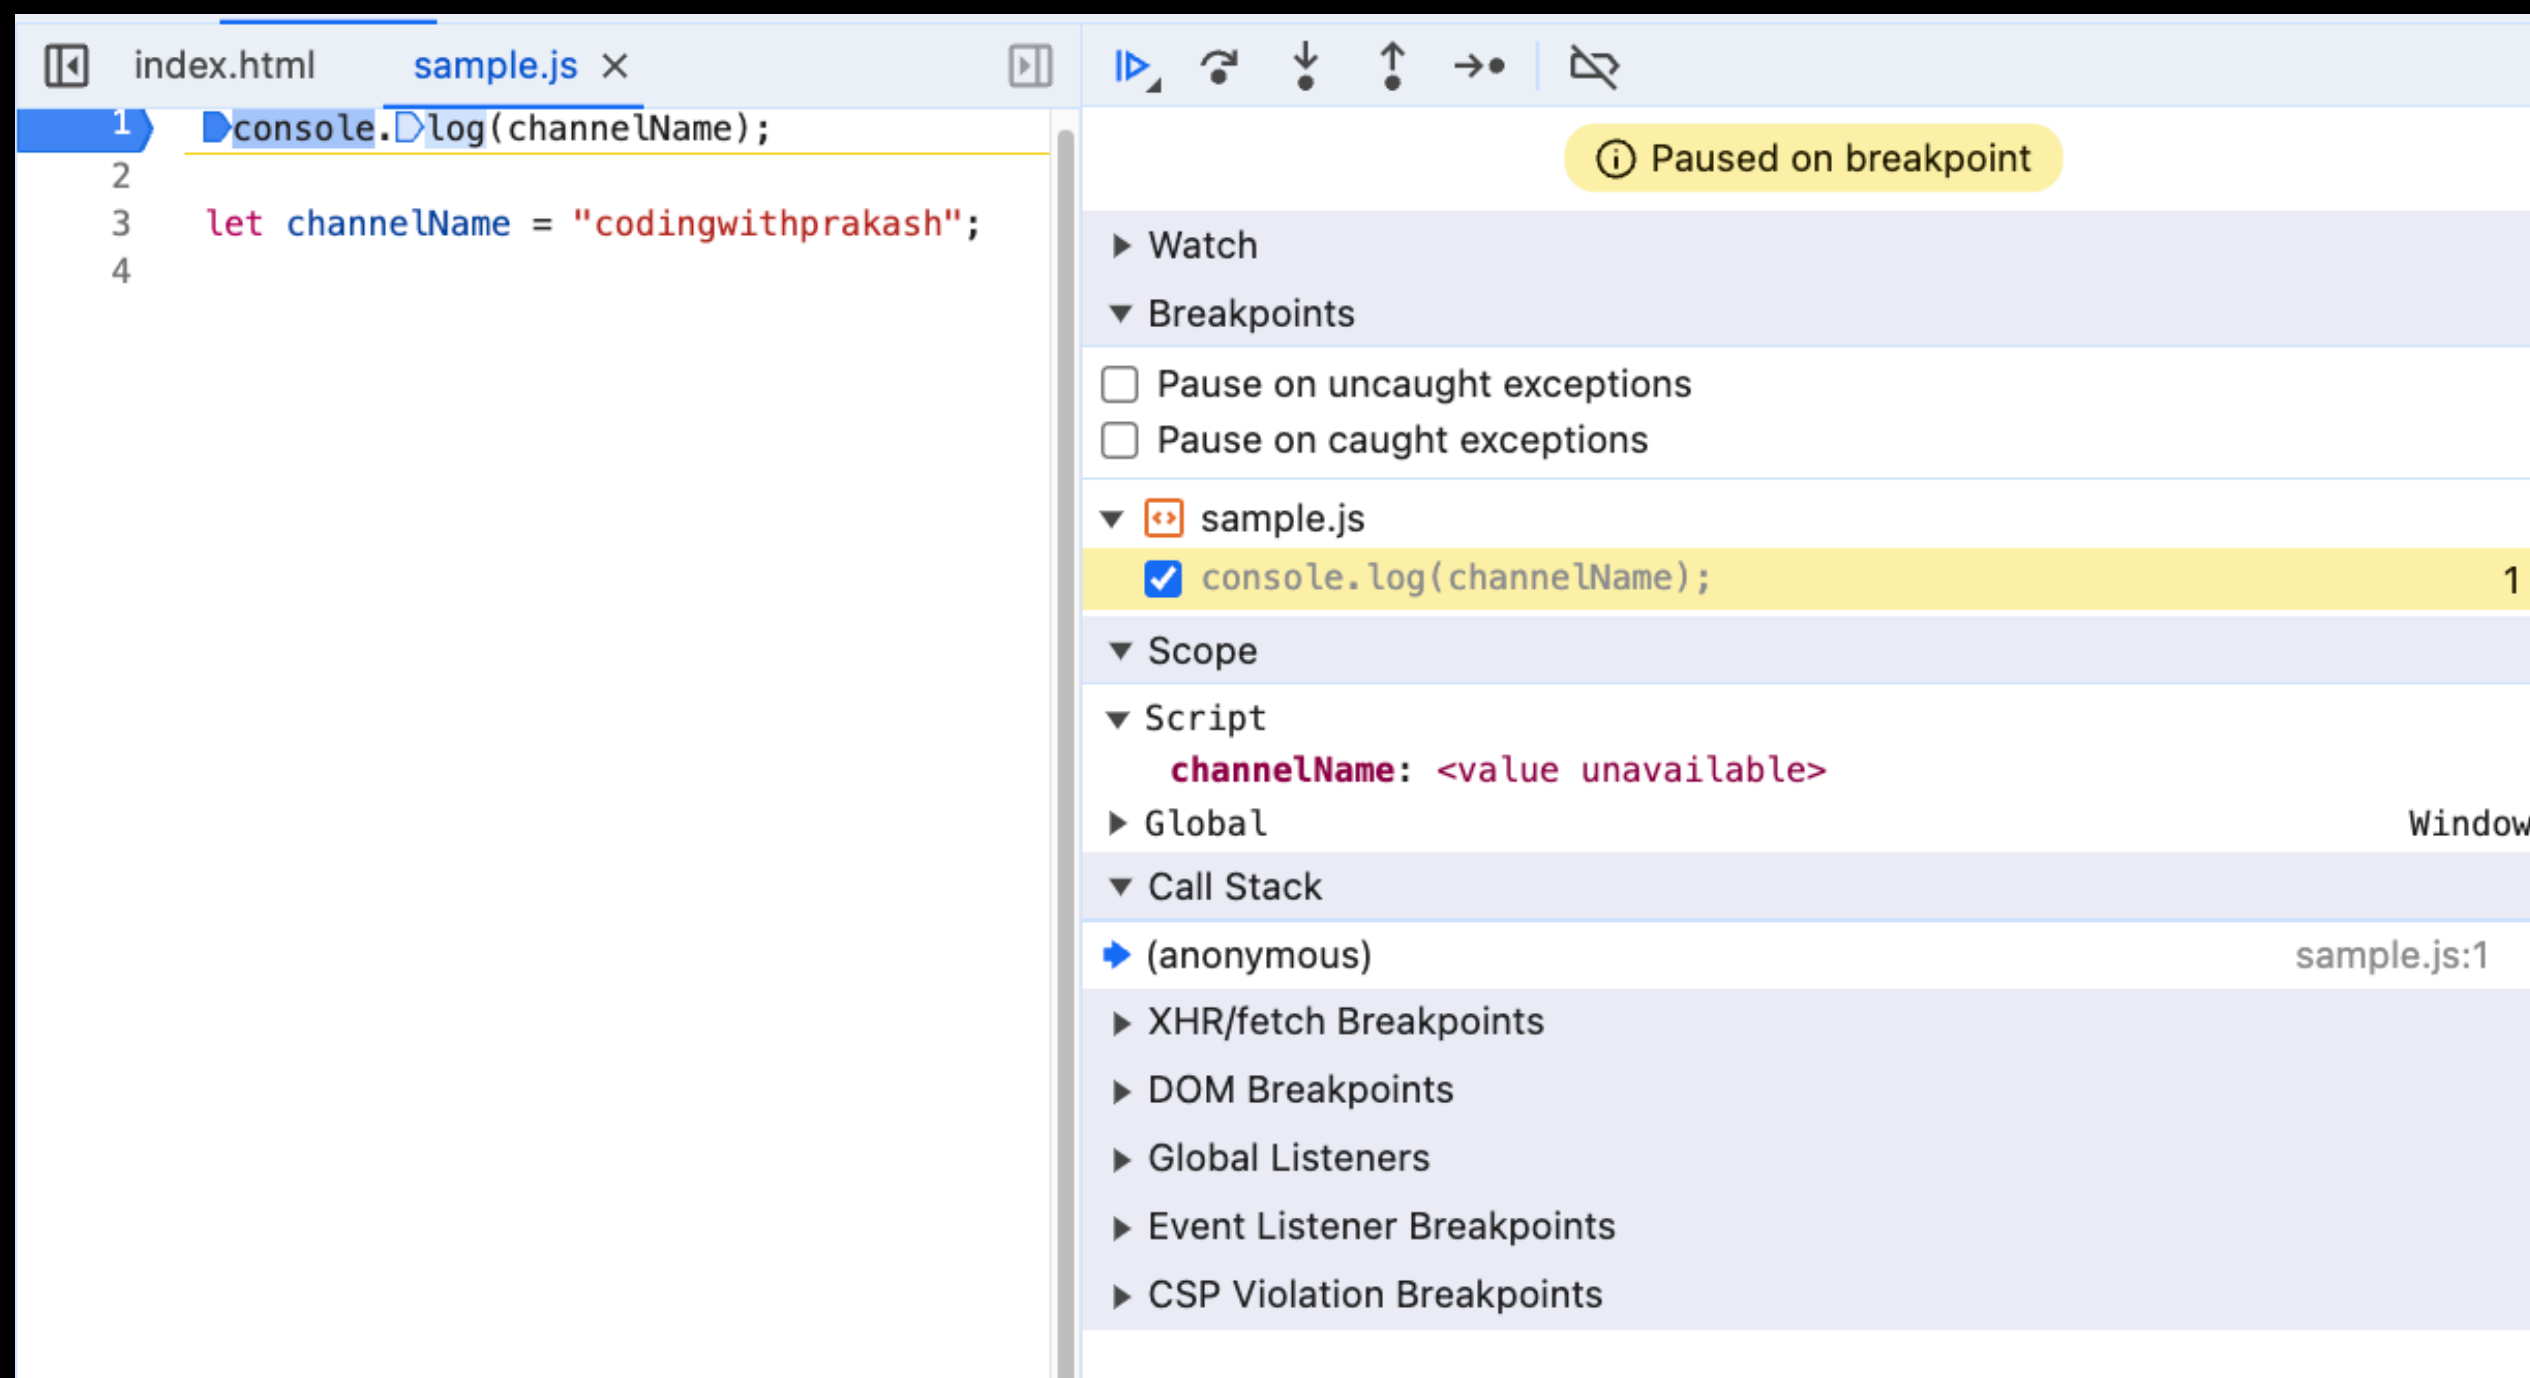 index.html sample.js
1 console.log(channelName);
2
3 let channelName = "codingwithprakash";
4
Paused on breakpoint
Watch
Breakpoints
Pause on uncaught exceptions
Pause on caught exceptions
sample.js
console.log(channelName); 1
Scope
Script
channelName: <value unavailable>
Global Window
Call Stack
(anonymous) sample.js:1
XHR/fetch Breakpoints
DOM Breakpoints
Global Listeners
Event Listener Breakpoints
CSP Violation Breakpoints